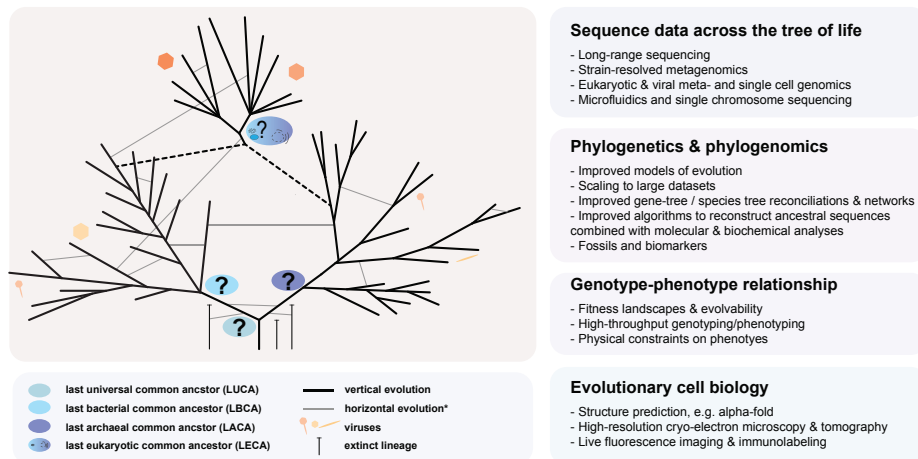 ?
?
?
?
last universal common ancstor (LUCA)
last bacterial common ancestor (LBCA)
last archaeal common ancstor (LACA)
last eukaryotic common ancestor (LECA)
vertical evolution
horizontal evolution*
viruses
extinct lineage
Sequence data across the tree of life
- Long-range sequencing
- Strain-resolved metagenomics
- Eukaryotic & viral meta- and single cell genomics
- Microfluidics and single chromosome sequencing
Phylogenetics & phylogenomics
- Improved models of evolution
- Scaling to large datasets
- Improved gene-tree / species tree reconciliations & networks
- Improved algorithms to reconstruct ancestral sequences
combined with molecular & biochemical analyses
- Fossils and biomarkers
Genotype-phenotype relationship
- Fitness landscapes & evolvability
- High-throughput genotyping/phenotyping
- Physical constraints on phenotyes
Evolutionary cell biology
- Structure prediction, e.g. alpha-fold
- High-resolution cryo-electron microscopy & tomography
- Live fluorescence imaging & immunolabeling